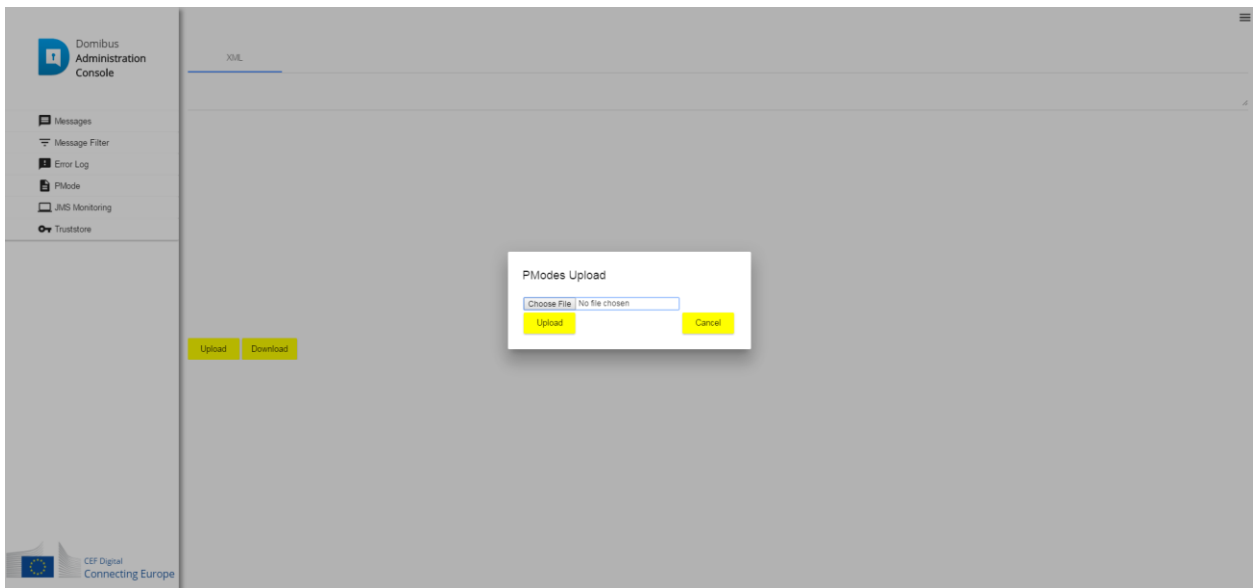 Domibus
Administration
Console
XML
Messages
Message Filter
Error Log
PMode
JMS Monitoring
Truststore
PModes Upload
Choose File No file chosen
Upload Cancel
Upload Download
CEF Digital
Connecting Europe